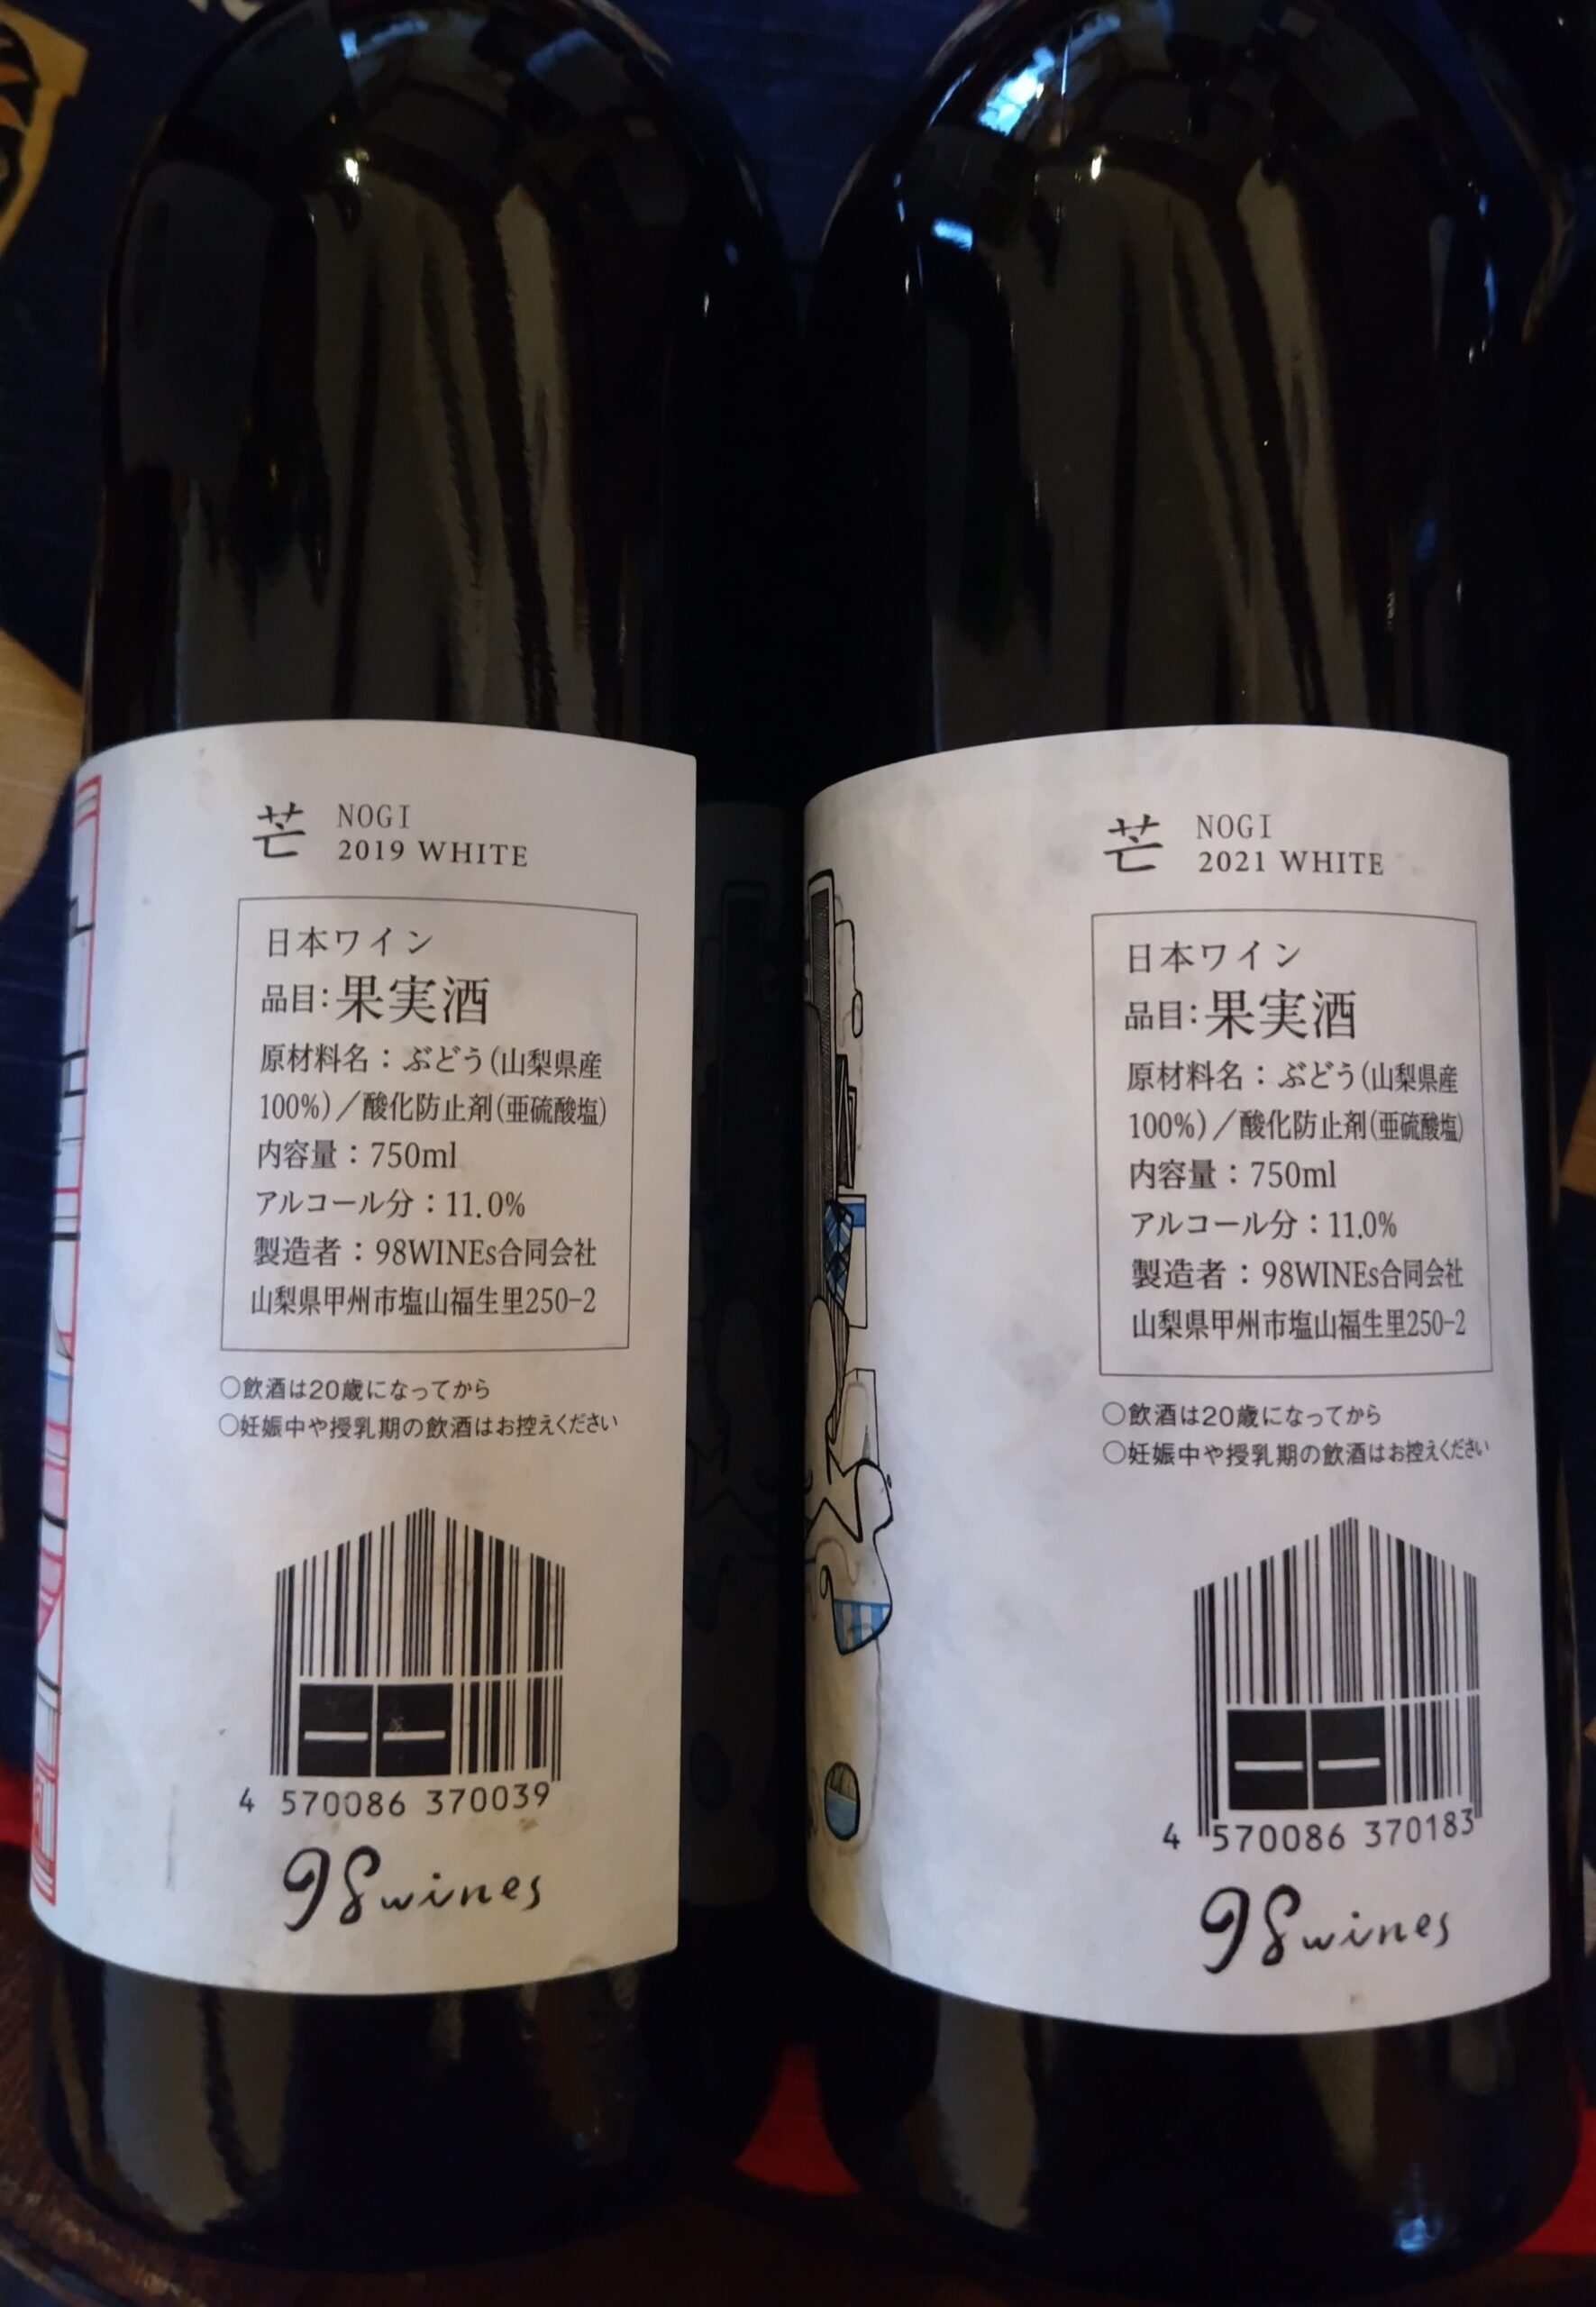 芒 NOGI
2019 WHITE
日本ワイン
品目:果実酒
原材料名：ぶどう(山梨県産
100%)／酸化防止剤(亜硫酸塩)
内容量：750ml
アルコール分：11.0%
製造者：98WINEs合同会社
山梨県甲州市塩山福生里250-2
○飲酒は20歳になってから
○妊娠中や授乳期の飲酒はお控えください
4 570086 370039
98wines
芒 NOGI
2021 WHITE
日本ワイン
品目:果実酒
原材料名：ぶどう(山梨県産
100%)／酸化防止剤(亜硫酸塩)
内容量：750ml
アルコール分：11.0%
製造者：98WINEs合同会社
山梨県甲州市塩山福生里250-2
○飲酒は20歳になってから
○妊娠中や授乳期の飲酒はお控えください
4 570086 370183
98wines